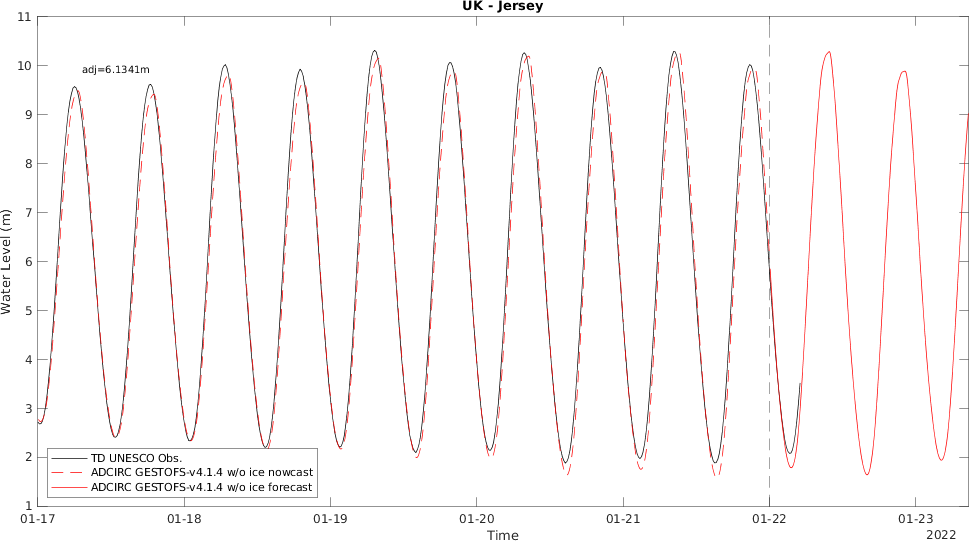 UK - Jersey
11
10
9
8
7
6
5
4
3
2
1
Water Level (m)
adj=6.1341m
TD UNESCO Obs.
ADCIRC GESTOFS-v4.1.4 w/o ice nowcast
ADCIRC GESTOFS-v4.1.4 w/o ice forecast
01-17 01-18 01-19 01-20 01-21 01-22 01-23
Time
2022